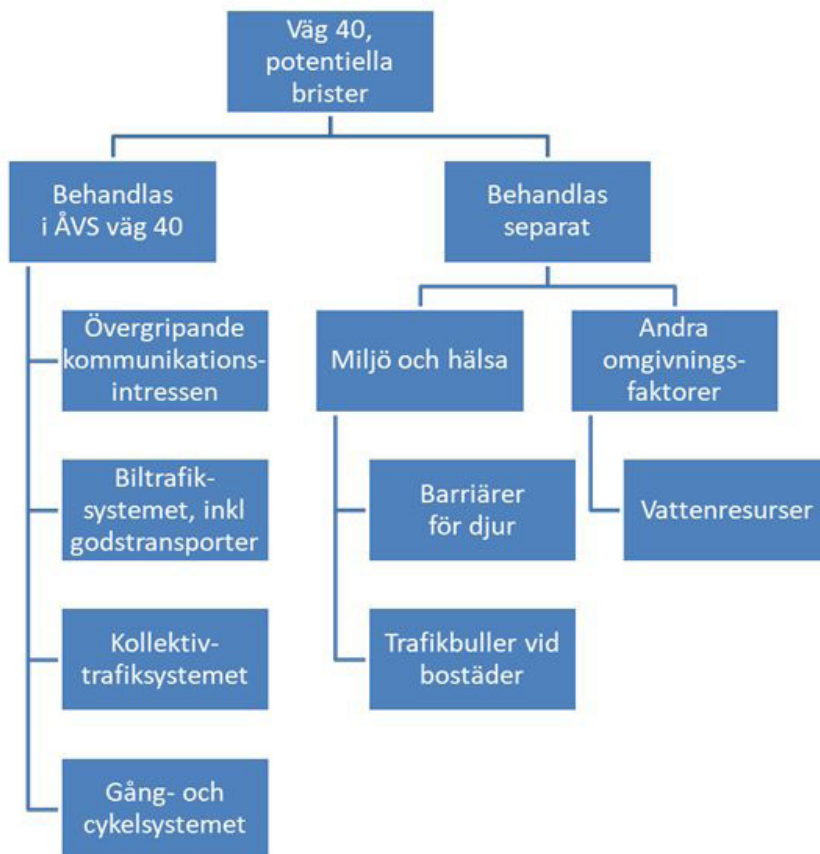 Väg 40,
potentiella
brister
Behandlas
i ÅVS väg 40
Behandlas
separat
Övergripande
kommunikations-
intressen
Miljö och hälsa
Andra
omgivnings-
faktorer
Biltrafik-
systemet, inkl
godstransporter
Barriärer
för djur
Vattenresurser
Kollektiv-
trafiksystemet
Trafikbuller vid
bostäder
Gång- och
cykelsystemet